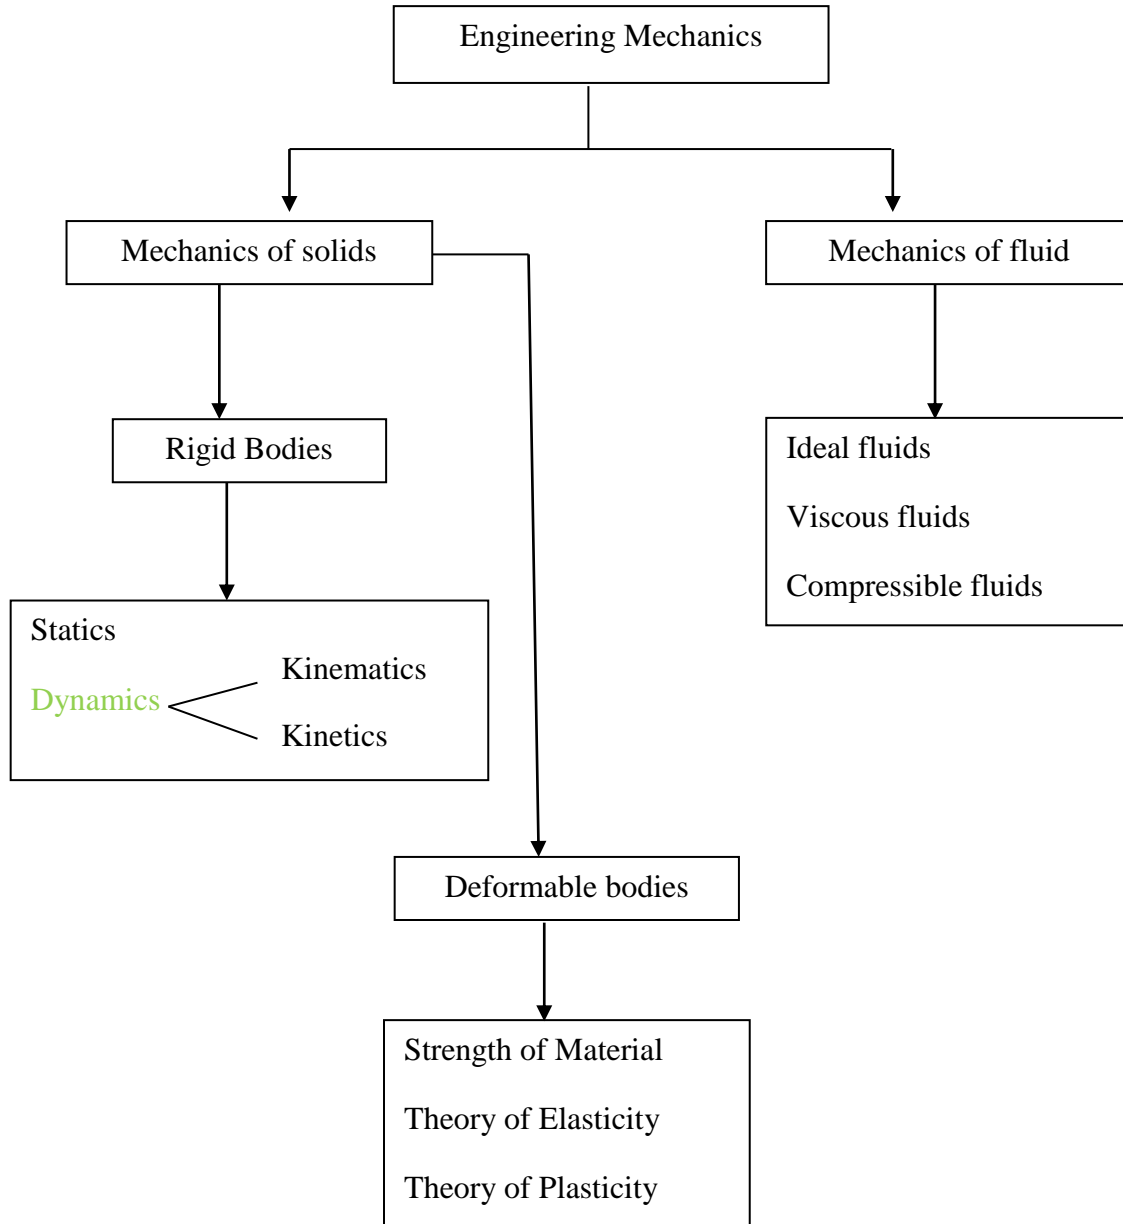 Engineering Mechanics
Mechanics of solids
Mechanics of fluid
Rigid Bodies
Ideal fluids
Viscous fluids
Compressible fluids
Statics
Dynamics
Kinematics
Kinetics
Deformable bodies
Strength of Material
Theory of Elasticity
Theory of Plasticity